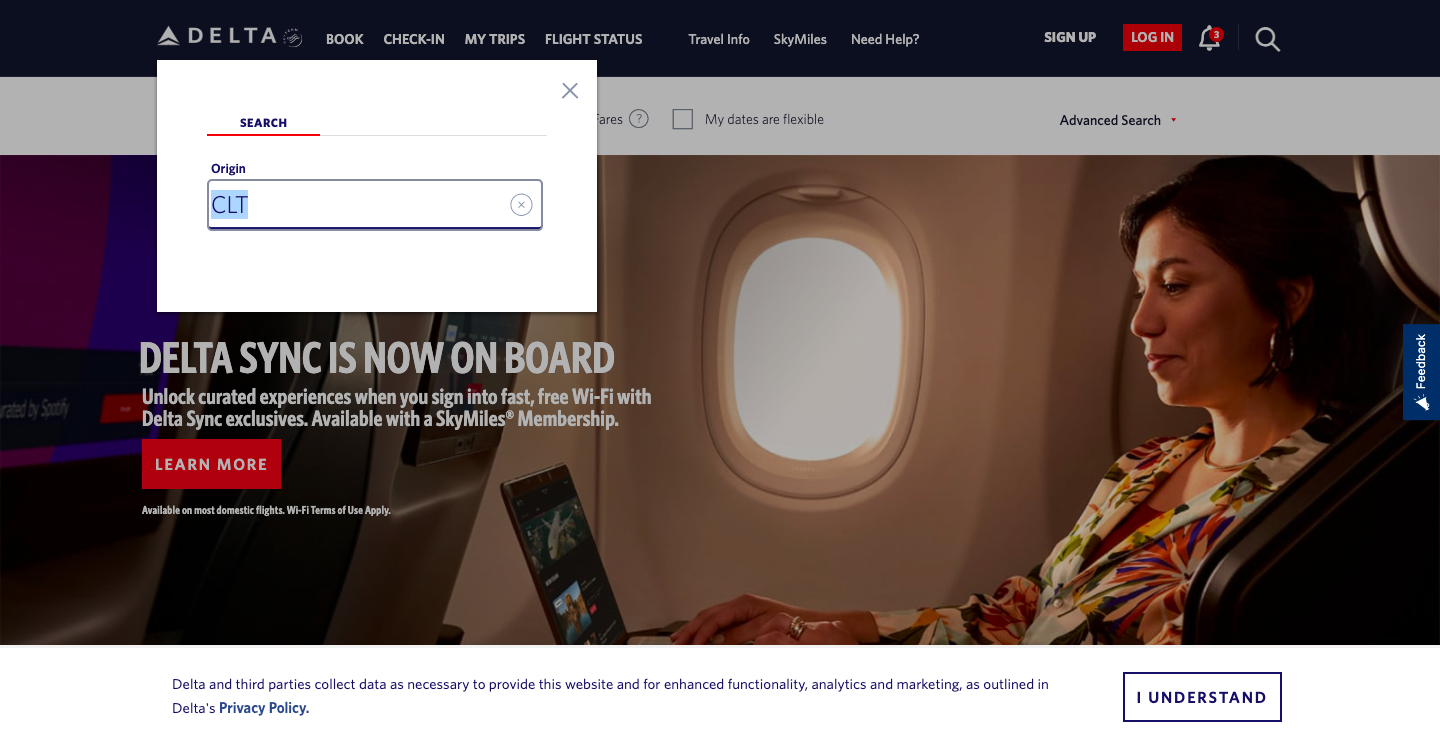 DELTA
BOOK
CHECK-IN
MY TRIPS
FLIGHT STATUS
Travel Info
SkyMiles
Need Help?
SIGN UP
LOG IN
3
SEARCH
Origin
CLT
Fares
?
My dates are flexible
Advanced Search
DELTA SYNC IS NOW ON BOARD
Unlock curated experiences when you sign into fast, free Wi-Fi with
Delta Sync exclusives. Available with a SkyMiles® Membership.
LEARN MORE
Available on most domestic flights. Wi-Fi Terms of Use Apply.
Feedback
Delta and third parties collect data as necessary to provide this website and for enhanced functionality, analytics and marketing, as outlined in
Delta's Privacy Policy.
I UNDERSTAND